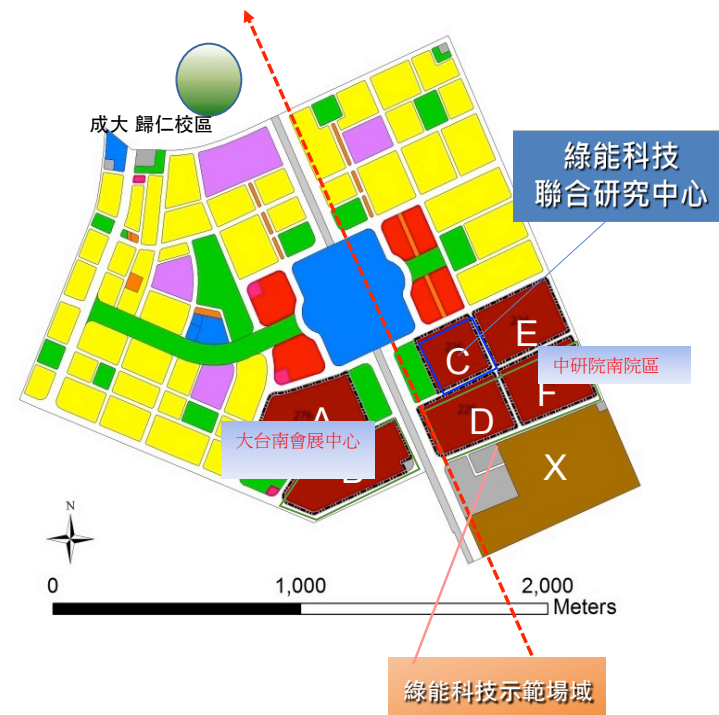 成大 歸仁校區
綠能科技
聯合研究中心
E
C
中研院南院區
F
A
D
大台南會展中心
X
N
0 1,000 2,000
Meters
綠能科技示範場域